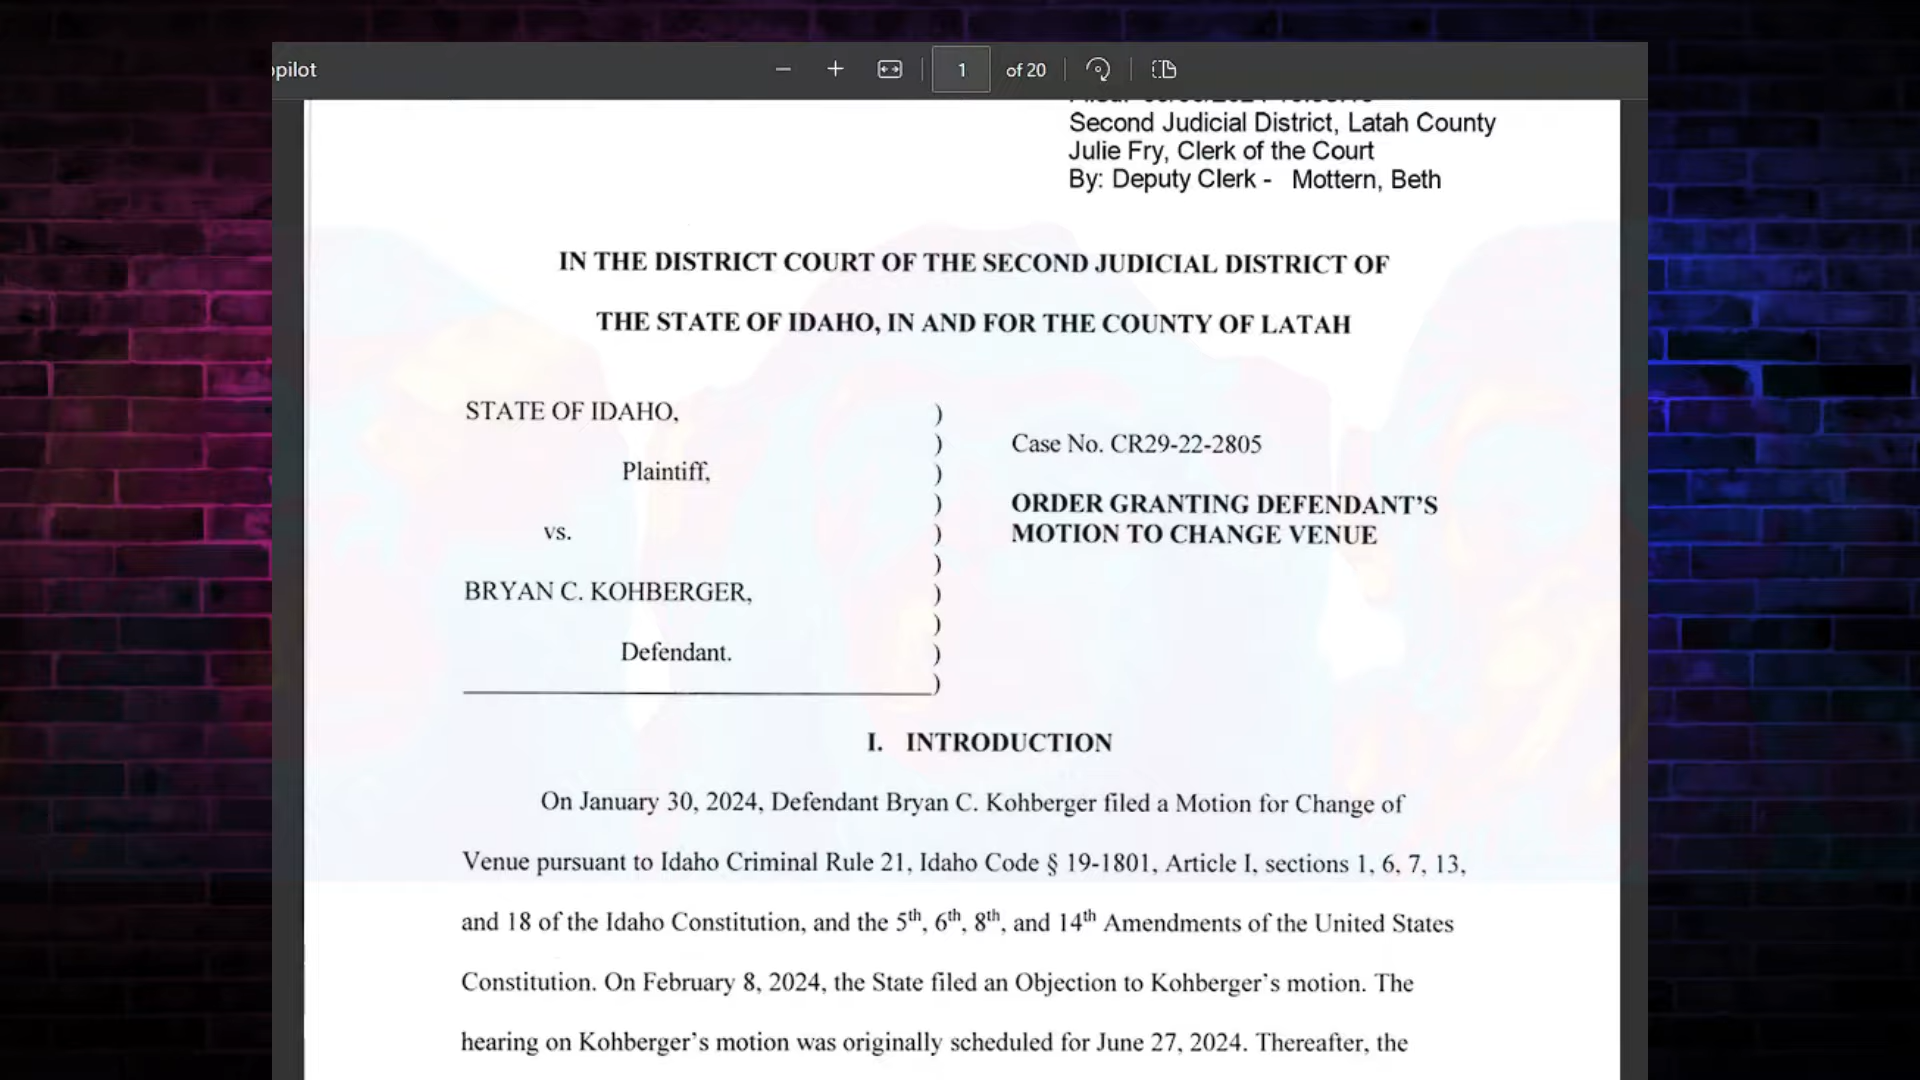 pilot
1 of 20
Second Judicial District, Latah County
Julie Fry, Clerk of the Court
By: Deputy Clerk - Mottern, Beth
IN THE DISTRICT COURT OF THE SECOND JUDICIAL DISTRICT OF
THE STATE OF IDAHO, IN AND FOR THE COUNTY OF LATAH
STATE OF IDAHO,
Plaintiff,
vs.
BRYAN C. KOHBERGER,
Defendant.
)
)
)
)
)
)
)
)
)
)
Case No. CR29-22-2805
ORDER GRANTING DEFENDANT'S
MOTION TO CHANGE VENUE
I. INTRODUCTION
On January 30, 2024, Defendant Bryan C. Kohberger filed a Motion for Change of
Venue pursuant to Idaho Criminal Rule 21, Idaho Code § 19-1801, Article I, sections 1, 6, 7, 13,
and 18 of the Idaho Constitution, and the 5th, 6th, 8th, and 14th Amendments of the United States
Constitution. On February 8, 2024, the State filed an Objection to Kohberger's motion. The
hearing on Kohberger's motion was originally scheduled for June 27, 2024. Thereafter, the